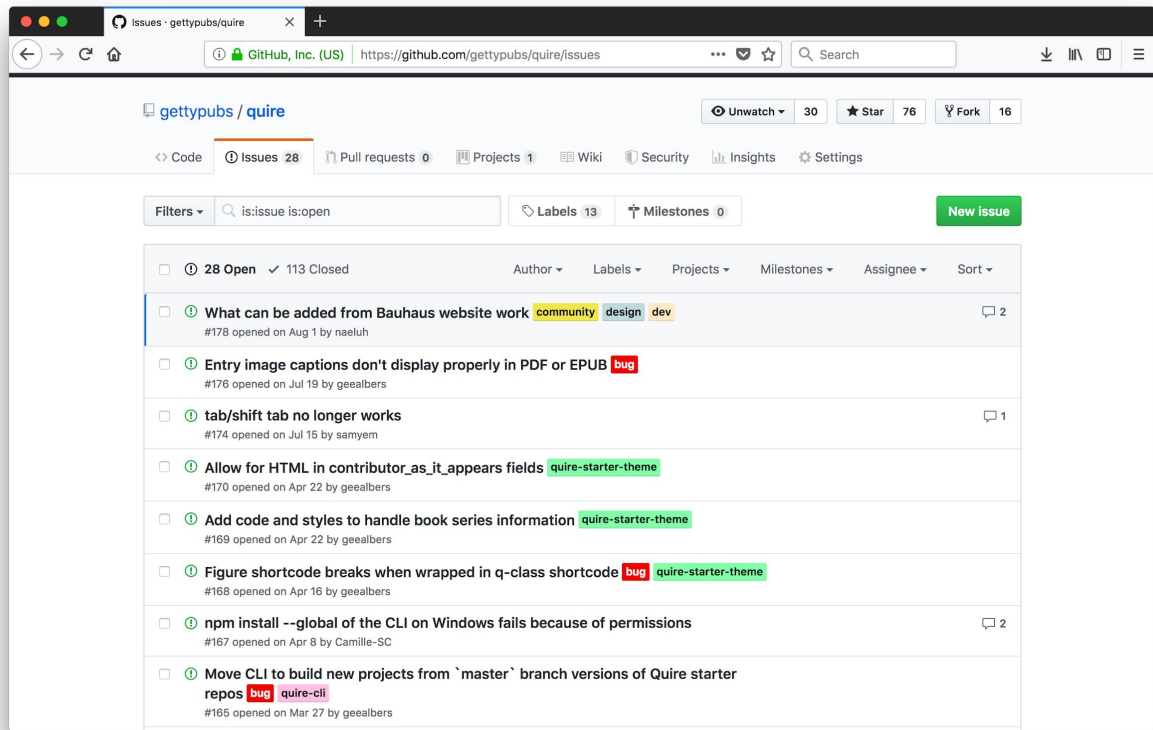 Issues · gettypubs/quire
GitHub, Inc. (US) https://github.com/gettypubs/quire/issues Search
gettypubs / quire Unwatch 30 Star 76 Fork 16
Code Issues 28 Pull requests 0 Projects 1 Wiki Security Insights Settings
Filters is:issue is:open Labels 13 Milestones 0 New issue
28 Open 113 Closed Author Labels Projects Milestones Assignee Sort
What can be added from Bauhaus website work community design dev 2
#178 opened on Aug 1 by naeluh
Entry image captions don't display properly in PDF or EPUB bug
#176 opened on Jul 19 by geealbers
tab/shift tab no longer works 1
#174 opened on Jul 15 by samyem
Allow for HTML in contributor_as_it_appears fields quire-starter-theme
#170 opened on Apr 22 by geealbers
Add code and styles to handle book series information quire-starter-theme
#169 opened on Apr 22 by geealbers
Figure shortcode breaks when wrapped in q-class shortcode bug quire-starter-theme
#168 opened on Apr 16 by geealbers
npm install --global of the CLI on Windows fails because of permissions 2
#167 opened on Apr 8 by Camille-SC
Move CLI to build new projects from `master` branch versions of Quire starter
repos bug quire-cli
#165 opened on Mar 27 by geealbers